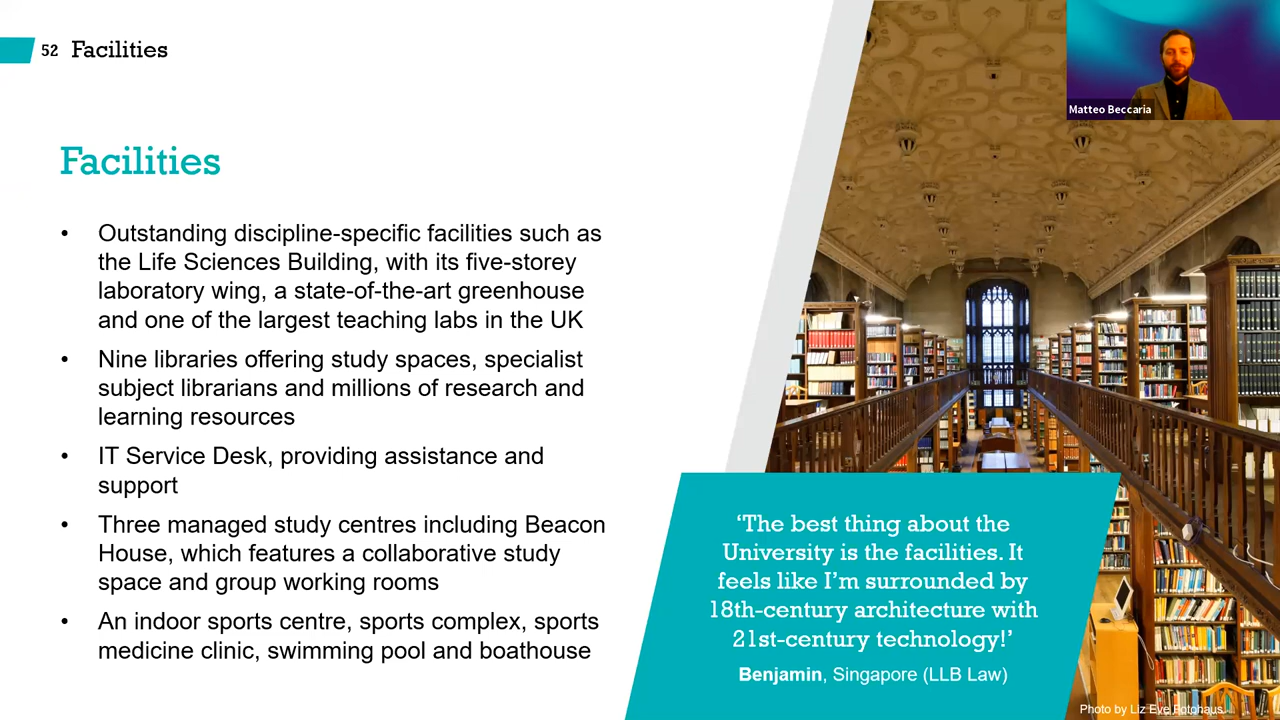 52 Facilities
Matteo Beccaria
Facilities
• Outstanding discipline-specific facilities such as
the Life Sciences Building, with its five-storey
laboratory wing, a state-of-the-art greenhouse
and one of the largest teaching labs in the UK
• Nine libraries offering study spaces, specialist
subject librarians and millions of research and
learning resources
• IT Service Desk, providing assistance and
support
• Three managed study centres including Beacon
House, which features a collaborative study
space and group working rooms
• An indoor sports centre, sports complex, sports
medicine clinic, swimming pool and boathouse
‘The best thing about the
University is the facilities. It
feels like I’m surrounded by
18th-century architecture with
21st-century technology!’
Benjamin, Singapore (LLB Law)
Photo by Liz Eve Fotohaus